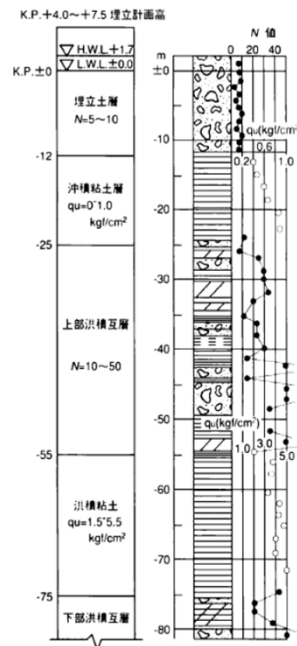 K.P.+4.0～+7.5 埋立計画高
N 値
m
0 20 40 60
H.W.L+1.7
L.W.L±0.0
K.P.±0
±0
埋立土層
N=5～10
-10
qu(kgf/cm²)
0.6
-12
0.2
1.0
沖積粘土層
qu=0~1.0
kgf/cm²
-20
-25
-30
上部洪積互層
N=10～50
-40
-50
qu(kgf/cm²)
1.0 3.0 5.0
-55
-60
洪積粘土
qu=1.5~5.5
kgf/cm²
-70
-75
下部洪積互層
-80